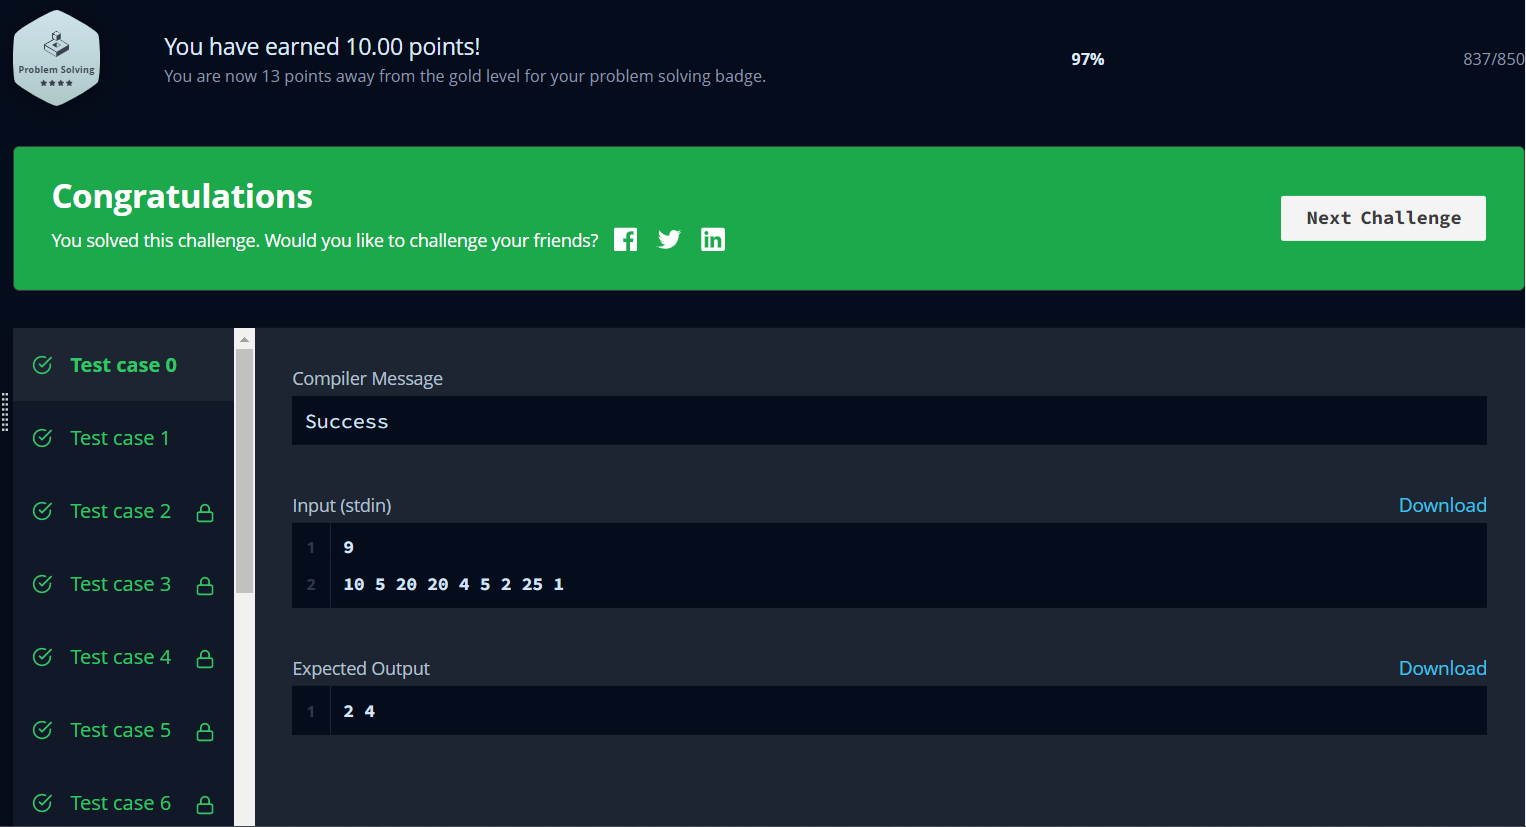 Problem Solving
You have earned 10.00 points!
You are now 13 points away from the gold level for your problem solving badge.
97%
837/850
Congratulations
You solved this challenge. Would you like to challenge your friends?
Next Challenge
Test case 0
Test case 1
Test case 2
Test case 3
Test case 4
Test case 5
Test case 6
Compiler Message
Success
Input (stdin)
Download
1 9
2 10 5 20 20 4 5 2 25 1
Expected Output
Download
1 2 4